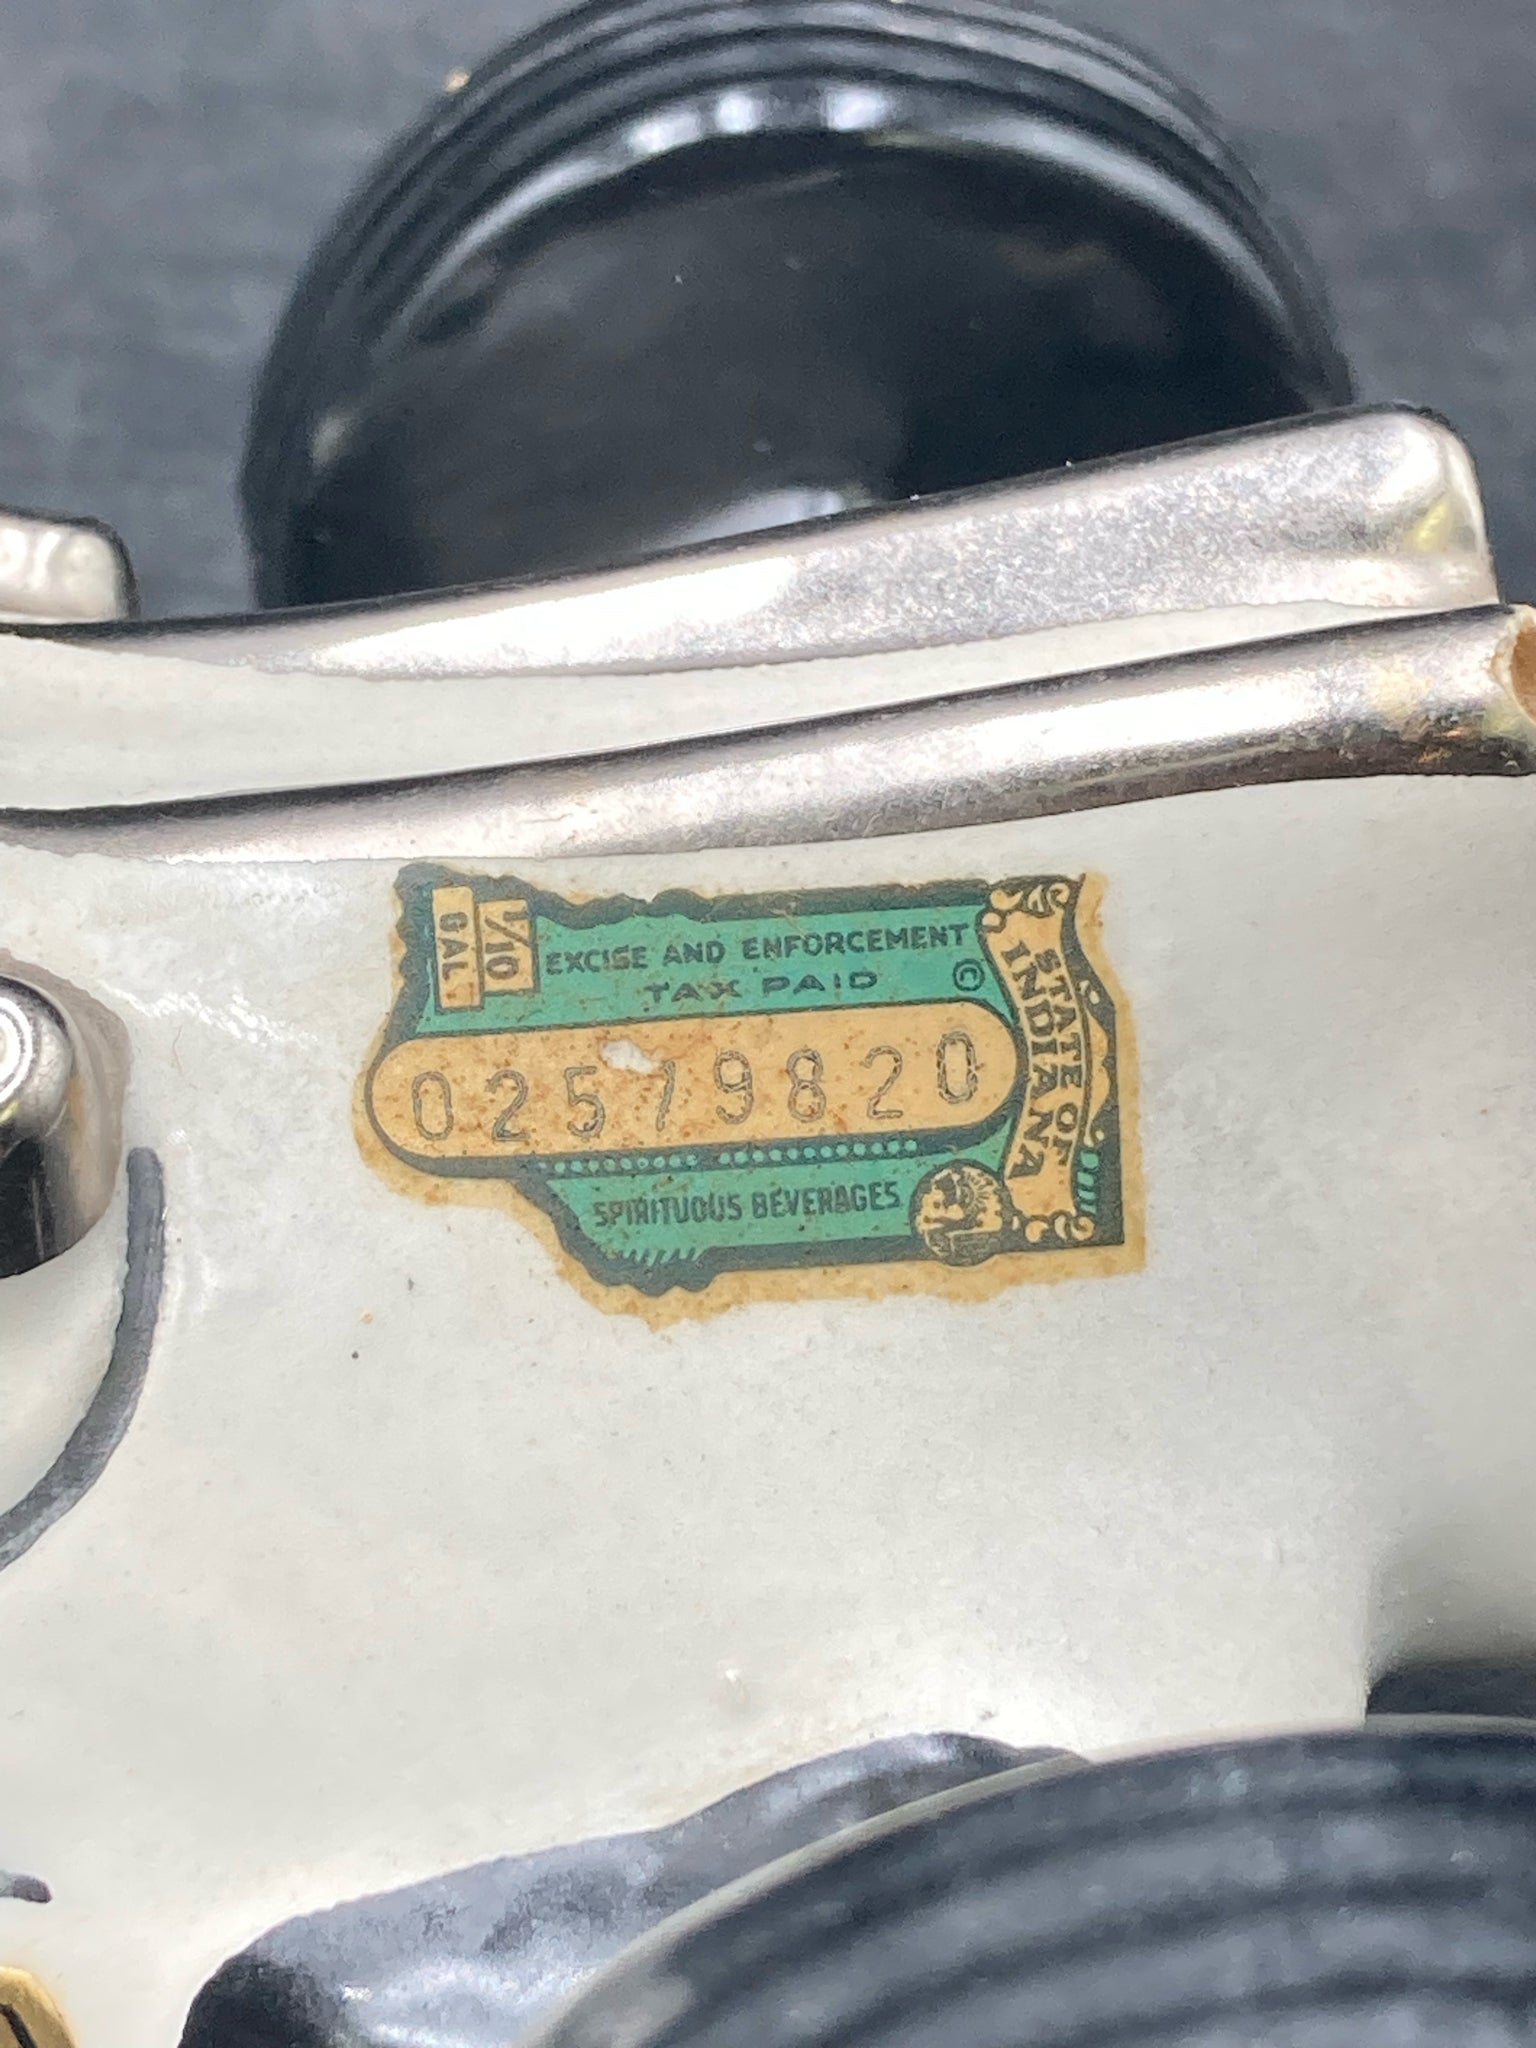 1/10
GAL
EXCISE AND ENFORCEMENT
TAX PAID ©
02579820
SPIRITUOUS BEVERAGES
STATE OF
INDIANA